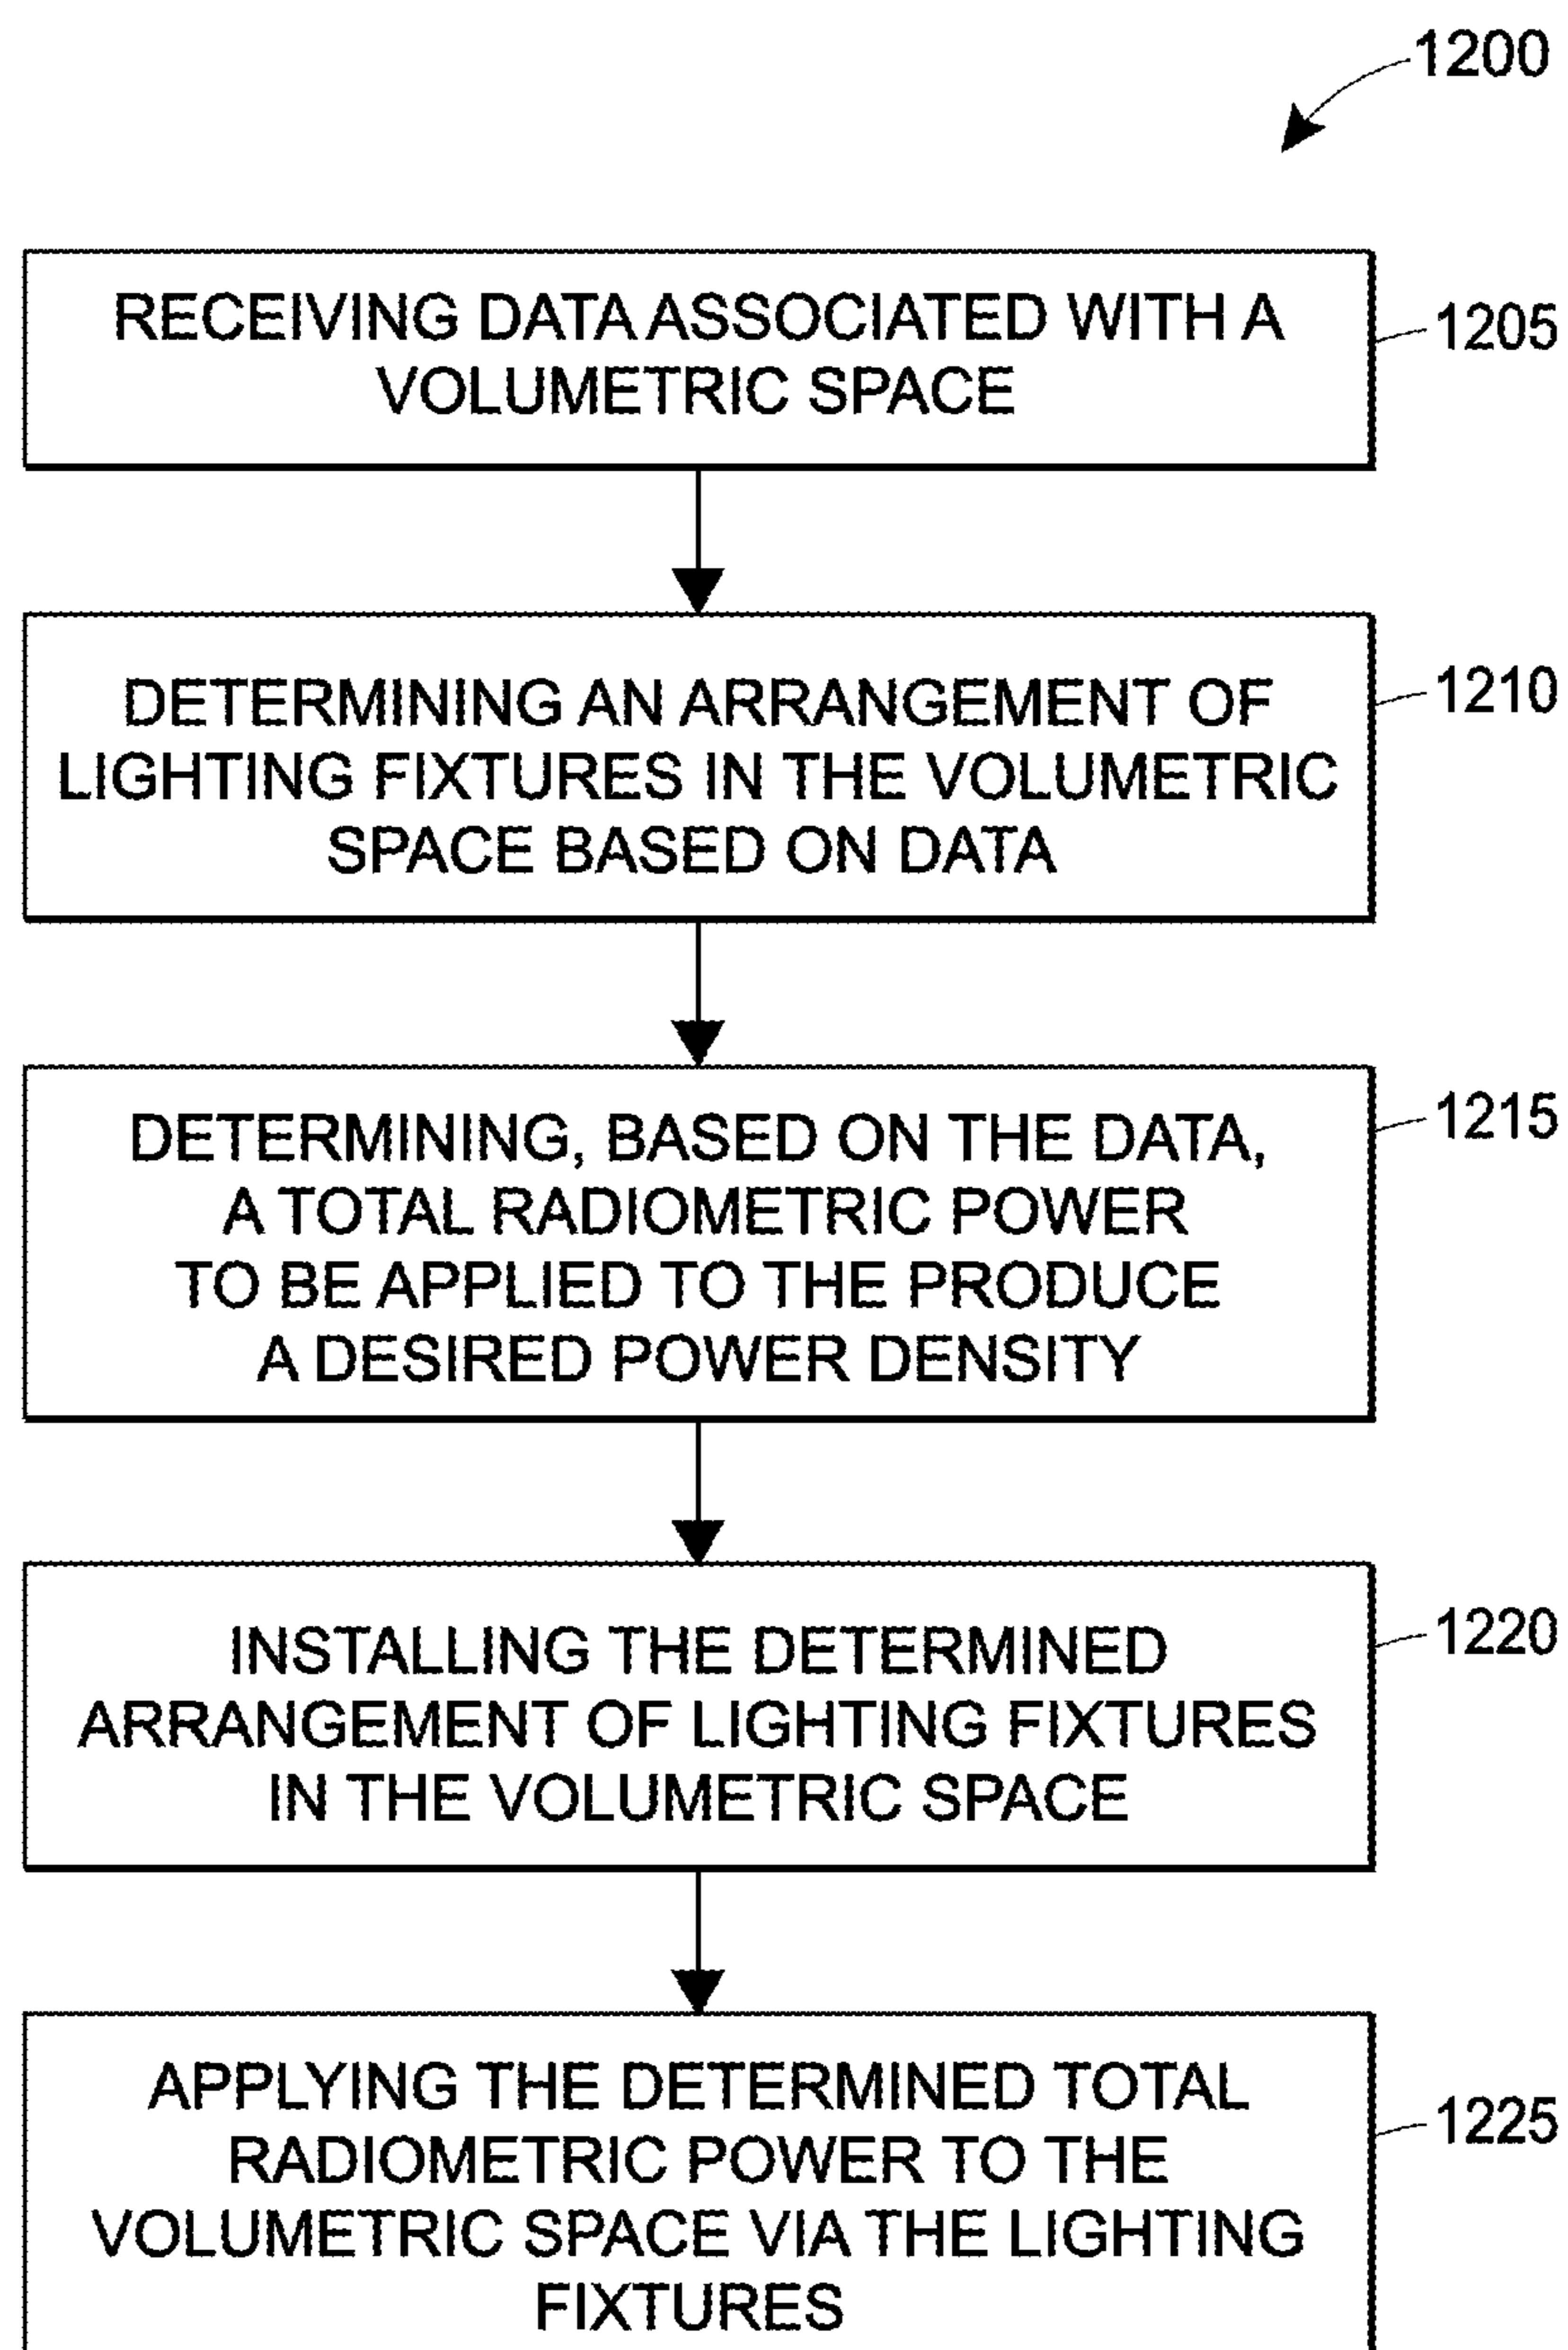 1200
RECEIVING DATA ASSOCIATED WITH A
VOLUMETRIC SPACE
1205
DETERMINING AN ARRANGEMENT OF
LIGHTING FIXTURES IN THE VOLUMETRIC
SPACE BASED ON DATA
1210
DETERMINING, BASED ON THE DATA,
A TOTAL RADIOMETRIC POWER
TO BE APPLIED TO THE PRODUCE
A DESIRED POWER DENSITY
1215
INSTALLING THE DETERMINED
ARRANGEMENT OF LIGHTING FIXTURES
IN THE VOLUMETRIC SPACE
1220
APPLYING THE DETERMINED TOTAL
RADIOMETRIC POWER TO THE
VOLUMETRIC SPACE VIA THE LIGHTING
FIXTURES
1225